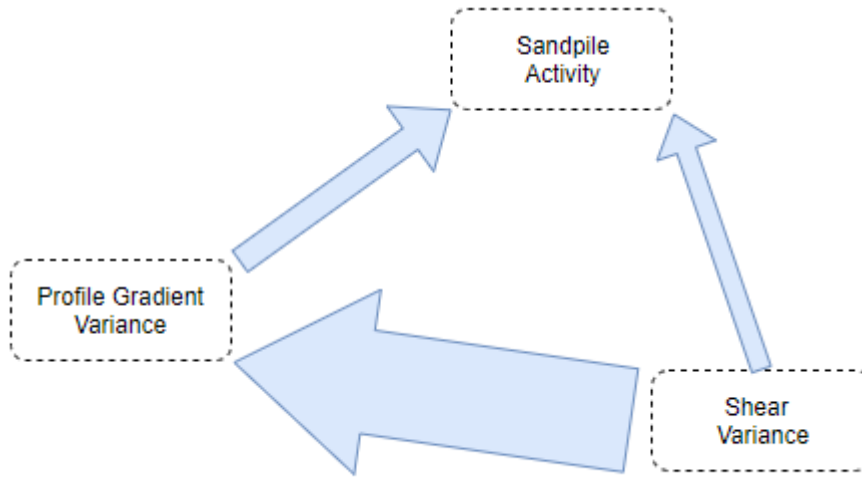 Sandpile
Activity
Profile Gradient
Variance
Shear
Variance